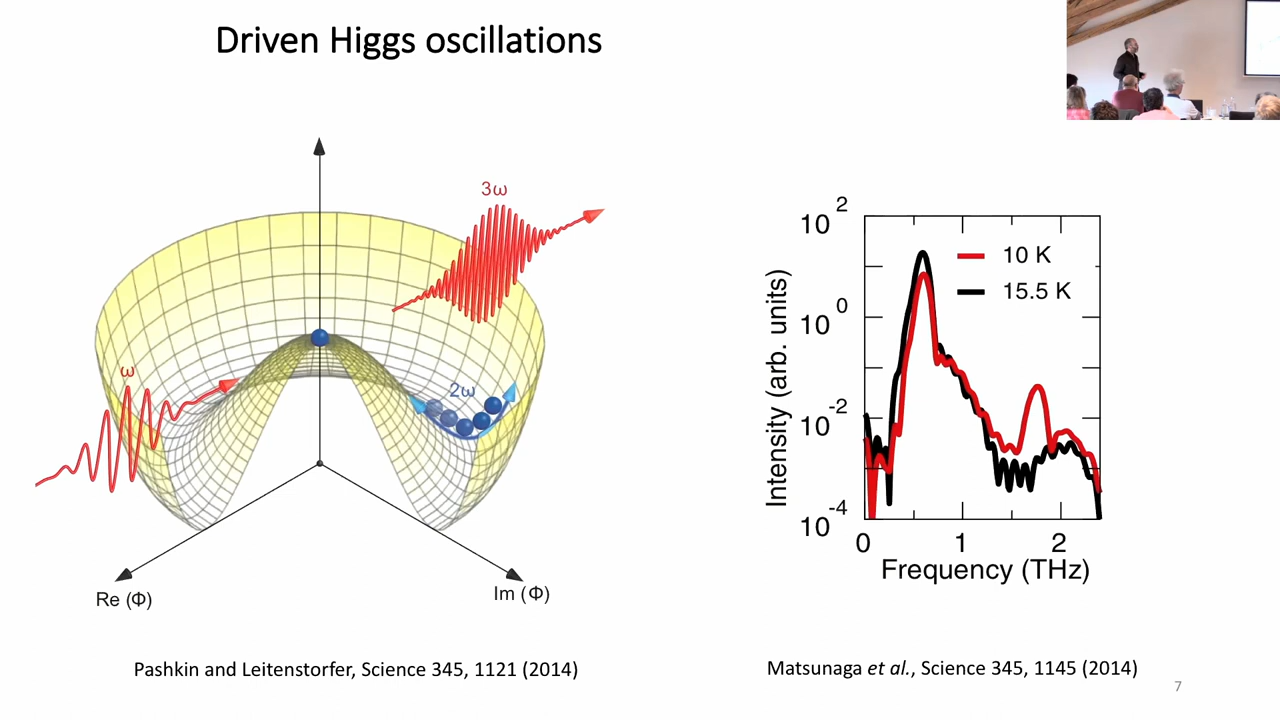 Driven Higgs oscillations
3ω
ω
2ω
Re (Φ)
Im (Φ)
Pashkin and Leitenstorfer, Science 345, 1121 (2014)
10 2
10 0
10 -2
10 -4
Intensity (arb. units)
10 K
15.5 K
0 1 2
Frequency (THz)
Matsunaga et al., Science 345, 1145 (2014)
7